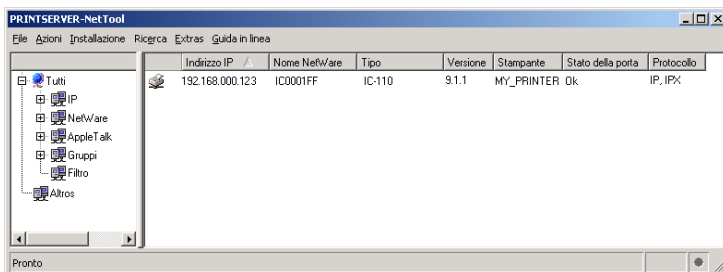 PRINTSERVER-NetTool
File Azioni Installazione Ricerca Extras Guida in linea
Indirizzo IP Nome NetWare Tipo Versione Stampante Stato della porta Protocollo
192.168.000.123 IC0001FF IC-110 9.1.1 MY_PRINTER Ok IP, IPX
Tutti
IP
NetWare
AppleTalk
Gruppi
Filtro
Altros
Pronto